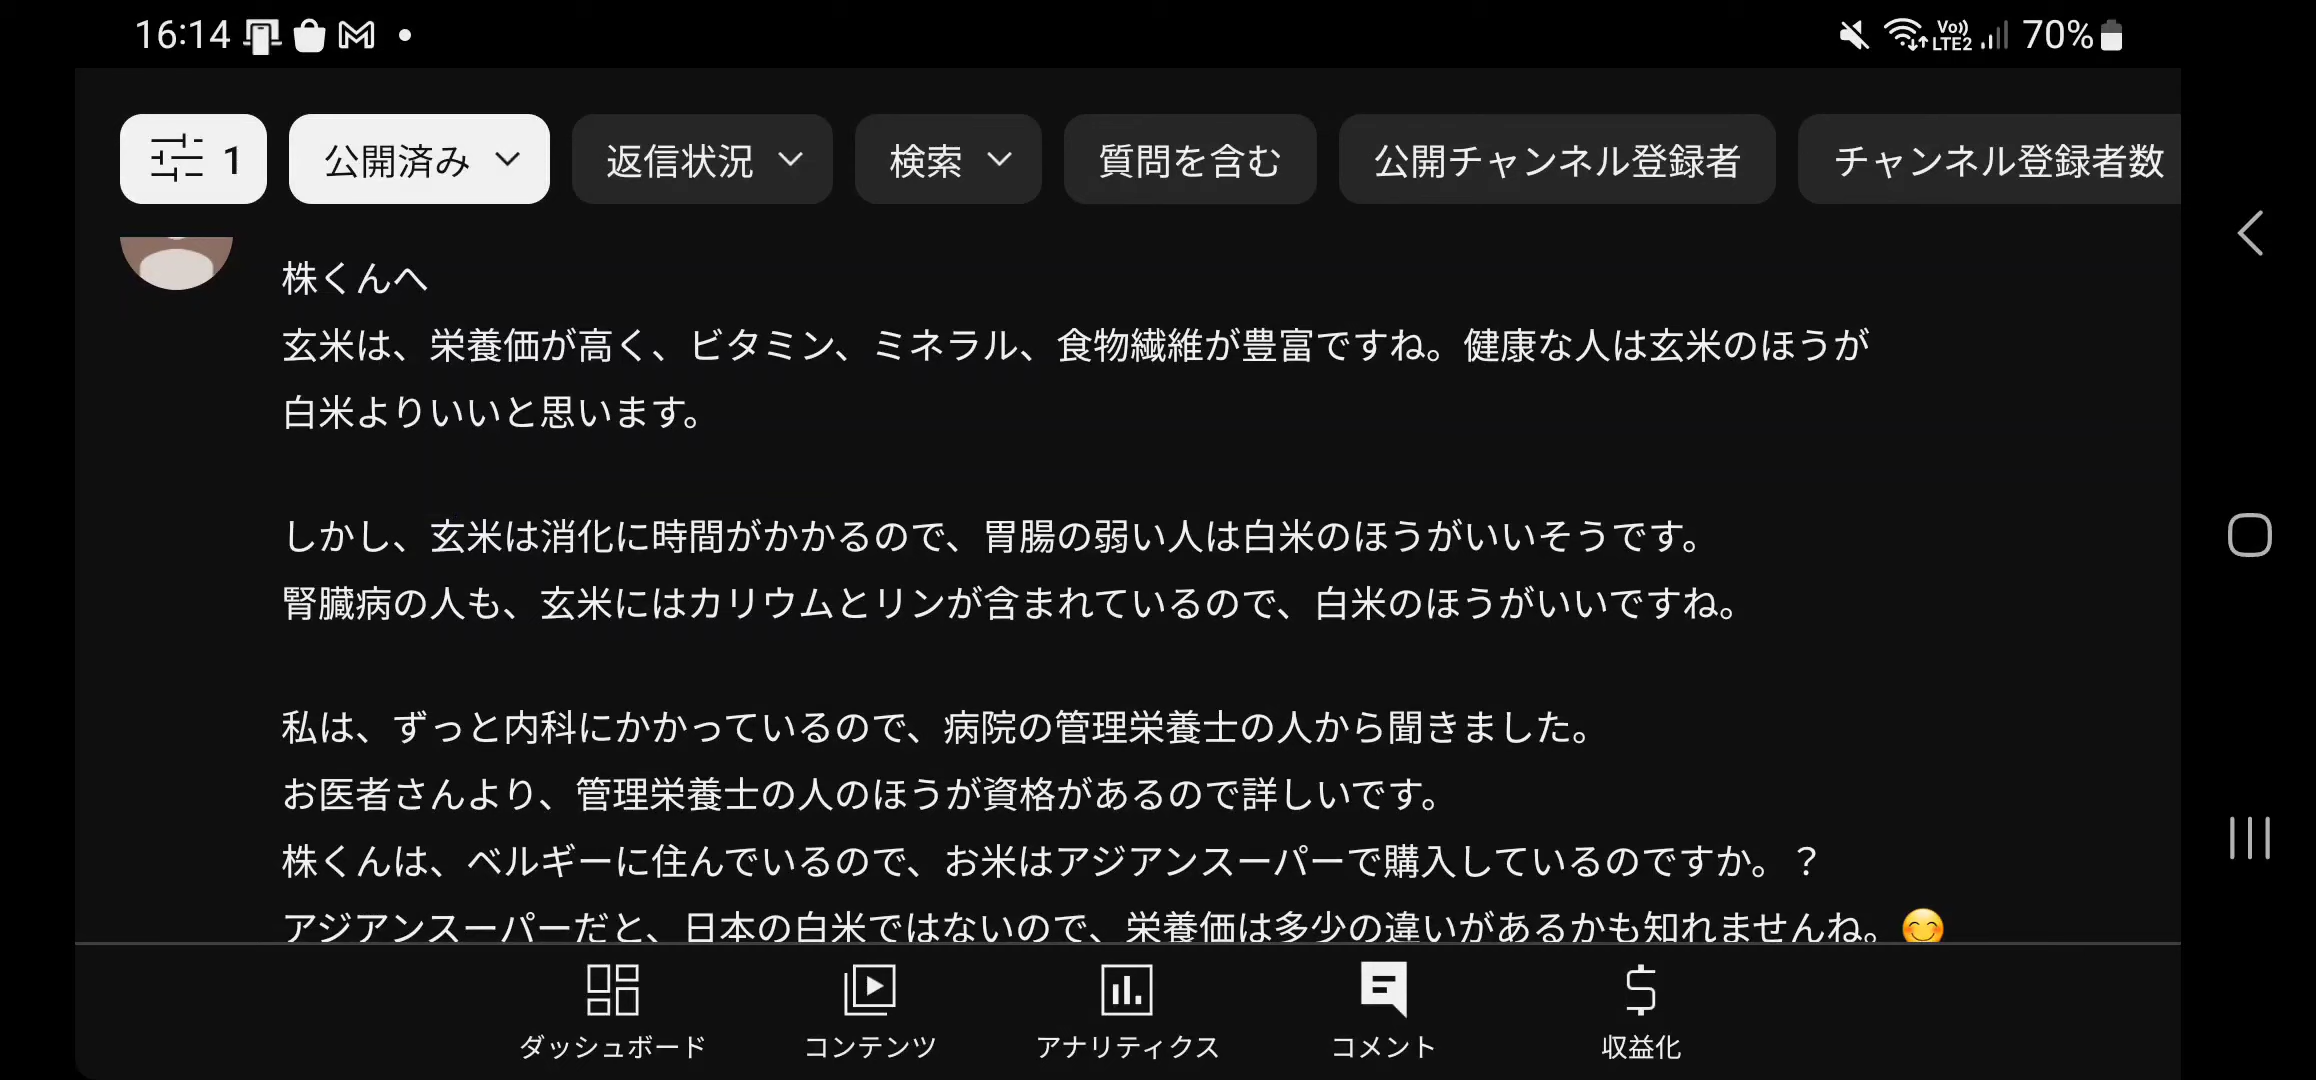 16:14
Vo)) LTE2 70%
1 公開済み 返信状況 検索 質問を含む 公開チャンネル登録者 チャンネル登録者数
株くんへ
玄米は、栄養価が高く、ビタミン、ミネラル、食物繊維が豊富ですね。健康な人は玄米のほうが
白米よりいいと思います。
しかし、玄米は消化に時間がかかるので、胃腸の弱い人は白米のほうがいいそうです。
腎臓病の人も、玄米にはカリウムとリンが含まれているので、白米のほうがいいですね。
私は、ずっと内科にかかっているので、病院の管理栄養士の人から聞きました。
お医者さんより、管理栄養士の人のほうが資格があるので詳しいです。
株くんは、ベルギーに住んでいるので、お米はアジアンスーパーで購入しているのですか。？
アジアンスーパーだと、日本の白米ではないので、栄養価は多少の違いがあるかも知れませんね。😊
ダッシュボード コンテンツ アナリティクス コメント 収益化